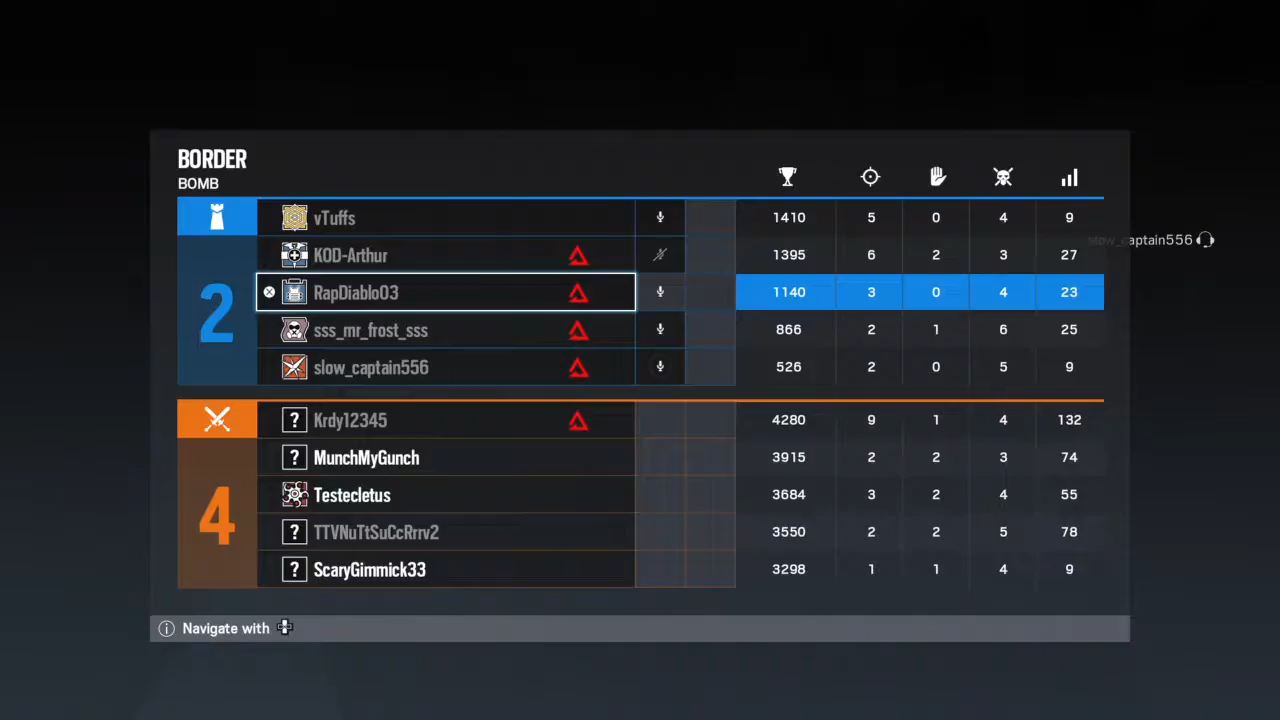 BORDER
BOMB
vTuffs 1410 5 0 4 9
slow_captain556
KOD-Arthur 1395 6 2 3 27
2
RapDiablo03 1140 3 0 4 23
sss_mr_frost_sss 866 2 1 6 25
slow_captain556 526 2 0 5 9
? Krdy12345 4280 9 1 4 132
? MunchMyGunch 3915 2 2 3 74
4
Testecletus 3684 3 2 4 55
? TTVNuTtSuCcRrrv2 3550 2 2 5 78
? ScaryGimmick33 3298 1 1 4 9
Navigate with